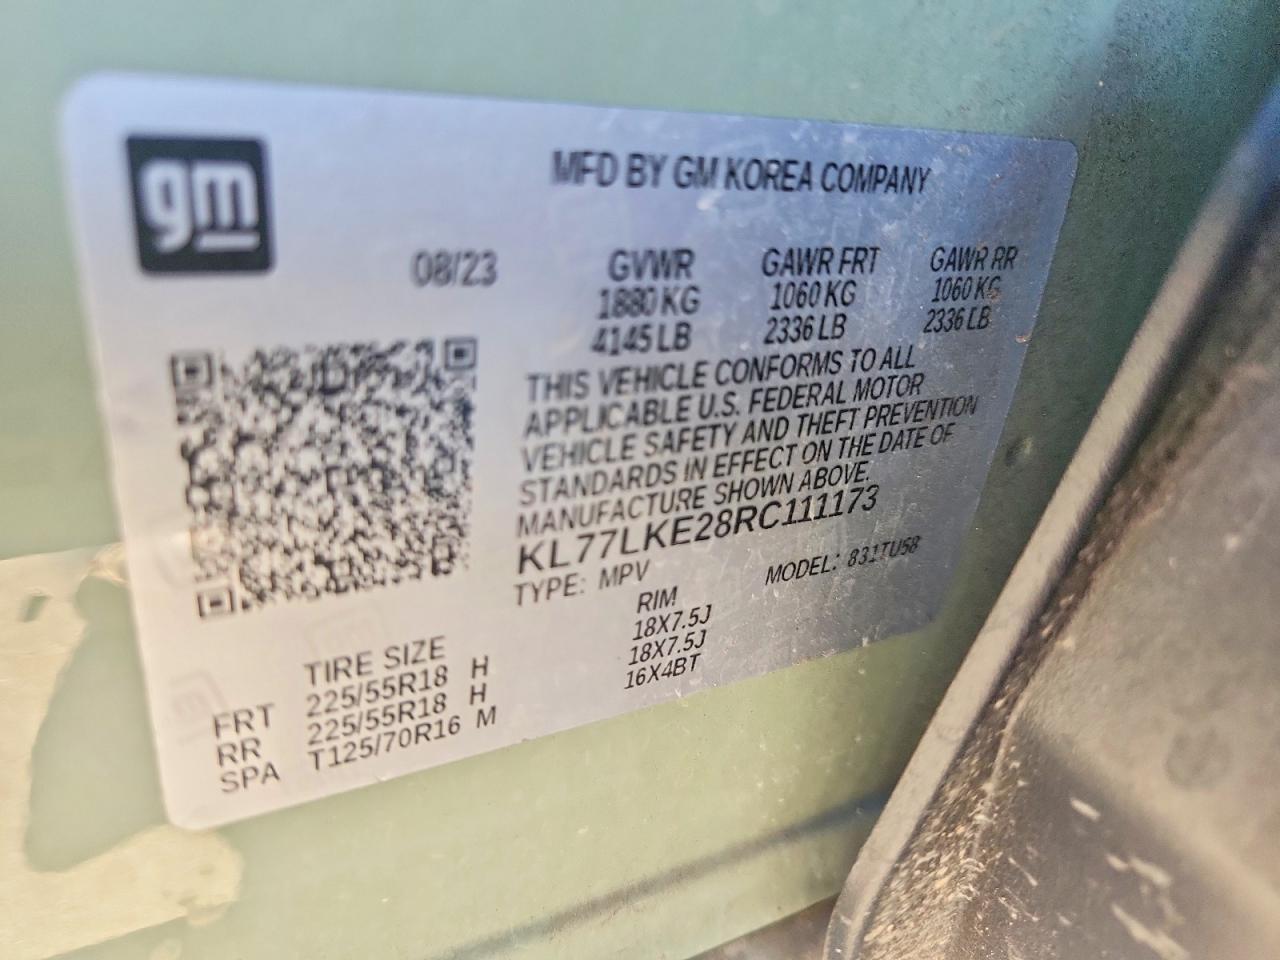 gm
MFD BY GM KOREA COMPANY
08/23
GVWR GAWR FRT GAWR RR
1880 KG 1060 KG 1060 KG
4145 LB 2336 LB 2336 LB
THIS VEHICLE CONFORMS TO ALL
APPLICABLE U.S. FEDERAL MOTOR
VEHICLE SAFETY AND THEFT PREVENTION
STANDARDS IN EFFECT ON THE DATE OF
MANUFACTURE SHOWN ABOVE.
KL77LKE28RC111173
TYPE: MPV MODEL: 831TU58
TIRE SIZE RIM
FRT 225/55R18 H 18X7.5J
RR 225/55R18 H 18X7.5J
SPA T125/70R16 M 16X4BT